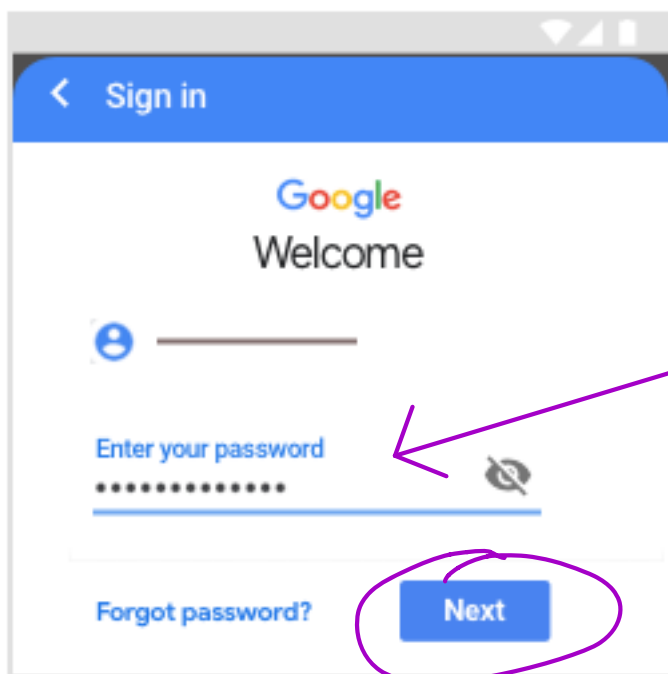 Sign in
Google
Welcome
Enter your password
•••••••••••••
Forgot password?
Next